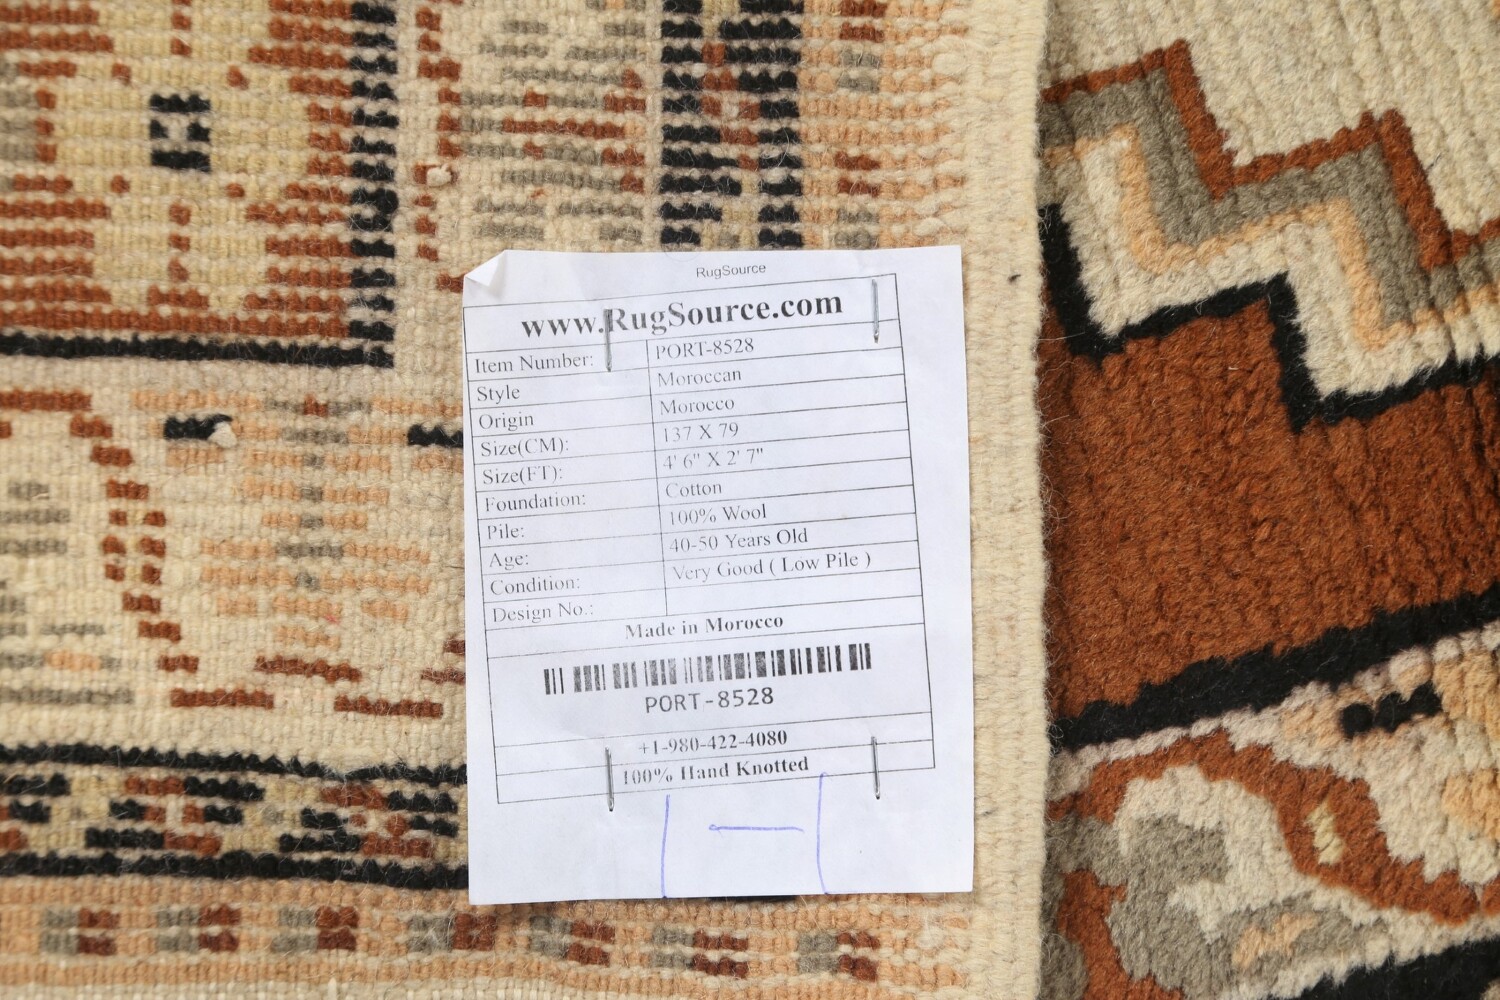 RugSource
www.RugSource.com
Item Number: PORT-8528
Style Moroccan
Origin Morocco
Size(CM): 137 X 79
Size(FT): 4' 6" X 2' 7"
Foundation: Cotton
Pile: 100% Wool
Age: 40-50 Years Old
Condition: Very Good ( Low Pile )
Design No.:
Made in Morocco
PORT-8528
+1-980-422-4080
100% Hand Knotted